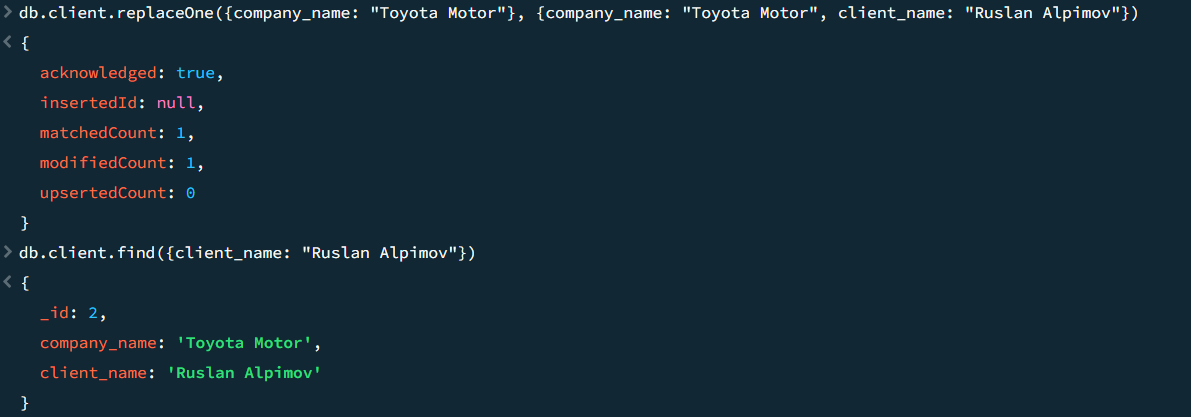 > db.client.replaceOne({company_name: "Toyota Motor"}, {company_name: "Toyota Motor", client_name: "Ruslan Alpimov"})
< {
acknowledged: true,
insertedId: null,
matchedCount: 1,
modifiedCount: 1,
upsertedCount: 0
}
> db.client.find({client_name: "Ruslan Alpimov"})
< {
_id: 2,
company_name: 'Toyota Motor',
client_name: 'Ruslan Alpimov'
}